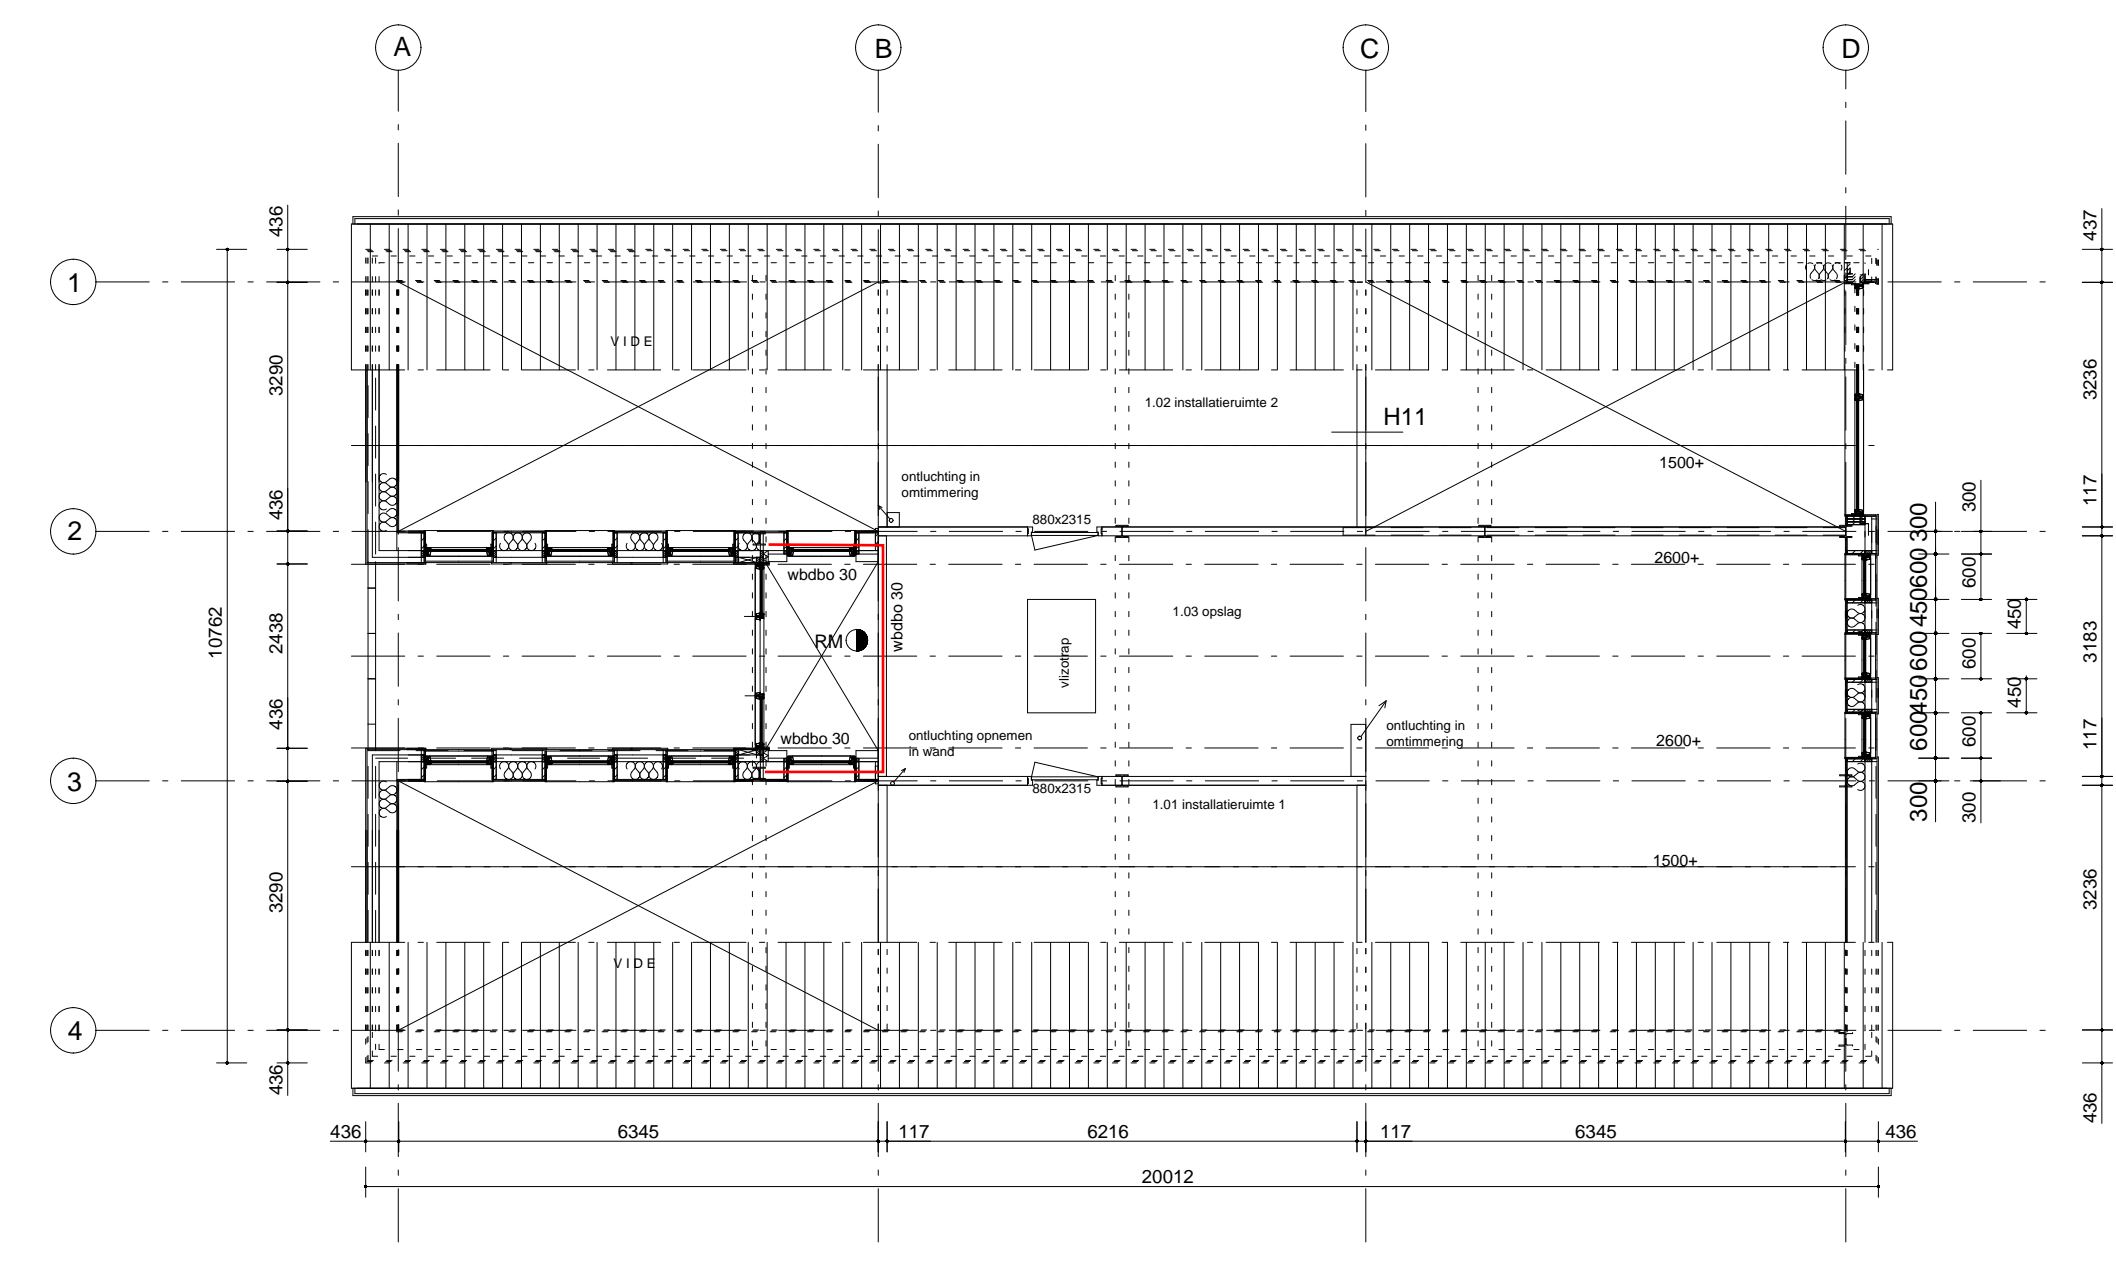 A
B
C
D
1
2
3
4
436
3290
436
2438
436
3290
436
10762
437
3236
117
3183
117
3236
436
VIDE
1.02 installatieruimte 2
H11
1500+
ontluchting in
omtimmering
880x2315
2600+
wbdbo 30
wbdbo 30
RM
1.03 opslag
vlizotrap
wbdbo 30
ontluchting opnemen
in wand
ontluchting in
omtimmering
2600+
880x2315
1.01 installatieruimte 1
1500+
VIDE
300
600
450
600
450
600
300
300
600
450
600
450
600
300
436
6345
117
6216
117
6345
436
20012